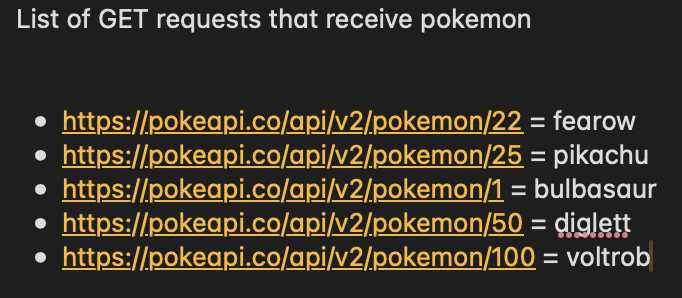 List of GET requests that receive pokemon
• https://pokeapi.co/api/v2/pokemon/22 = fearow
• https://pokeapi.co/api/v2/pokemon/25 = pikachu
• https://pokeapi.co/api/v2/pokemon/1 = bulbasaur
• https://pokeapi.co/api/v2/pokemon/50 = diglett
• https://pokeapi.co/api/v2/pokemon/100 = voltrob